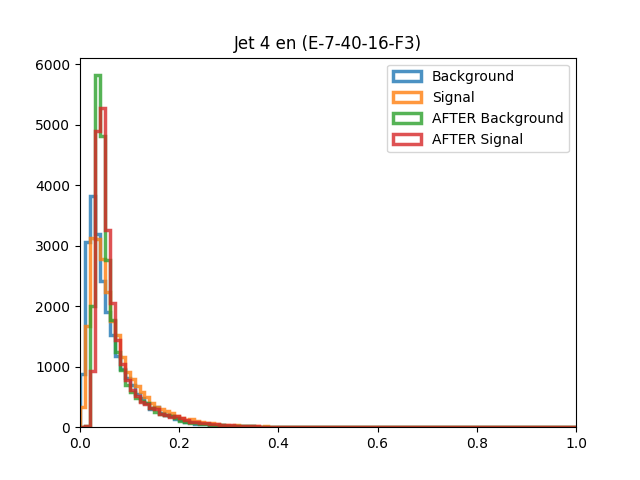 Jet 4 en (E-7-40-16-F3)
Background
Signal
AFTER Background
AFTER Signal
6000
5000
4000
3000
2000
1000
0
0.0 0.2 0.4 0.6 0.8 1.0